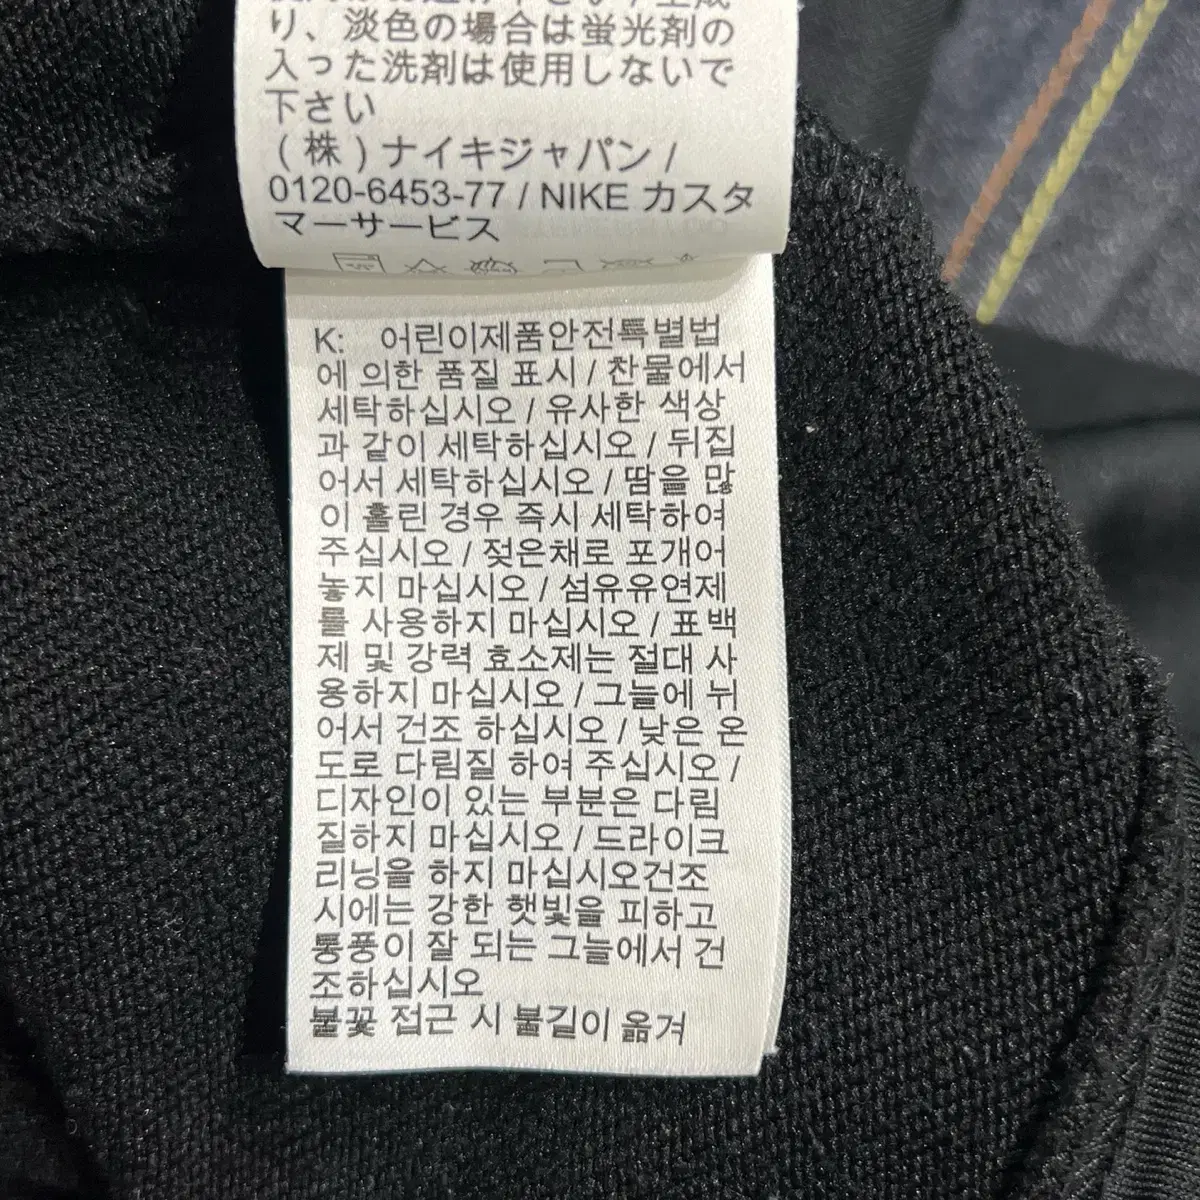 り、淡色の場合は蛍光剤の
入った洗剤は使用しないで
下さい
(株)ナイキジャパン /
0120-6453-77 / NIKE カスタ
マーサービス
K: 어린이제품안전특별법
에 의한 품질 표시 / 찬물에서
세탁하십시오 / 유사한 색상
과 같이 세탁하십시오 / 뒤집
어서 세탁하십시오 / 땀을 많
이 흘린 경우 즉시 세탁하여
주십시오 / 젖은채로 포개어
놓지 마십시오 / 섬유유연제
를 사용하지 마십시오 / 표백
제 및 강력 효소제는 절대 사
용하지 마십시오 / 그늘에 뉘
어서 건조 하십시오 / 낮은 온
도로 다림질 하여 주십시오 /
디자인이 있는 부분은 다림
질하지 마십시오 / 드라이크
리닝을 하지 마십시오건조
시에는 강한 햇빛을 피하고
통풍이 잘 되는 그늘에서 건
조하십시오
불꽃 접근 시 불길이 옮겨